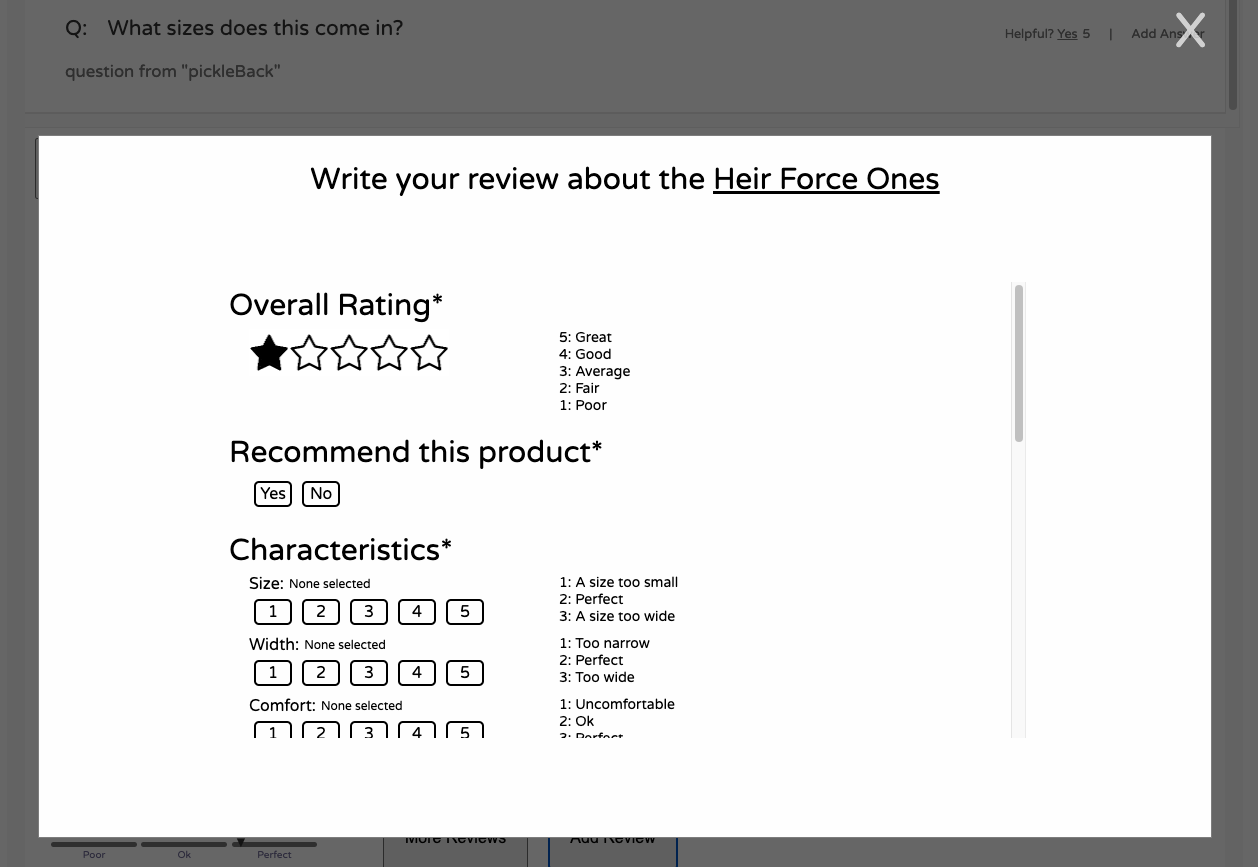 Q: What sizes does this come in?
Helpful? Yes 5 | Add Answer
question from "pickleBack"
Write your review about the Heir Force Ones
Overall Rating*
5: Great
4: Good
3: Average
2: Fair
1: Poor
Recommend this product*
Yes No
Characteristics*
Size: None selected
1 2 3 4 5
1: A size too small
2: Perfect
3: A size too wide
Width: None selected
1 2 3 4 5
1: Too narrow
2: Perfect
3: Too wide
Comfort: None selected
1 2 3 4 5
1: Uncomfortable
2: Ok
3: Perfect
Poor Ok Perfect
More Reviews
Add Review